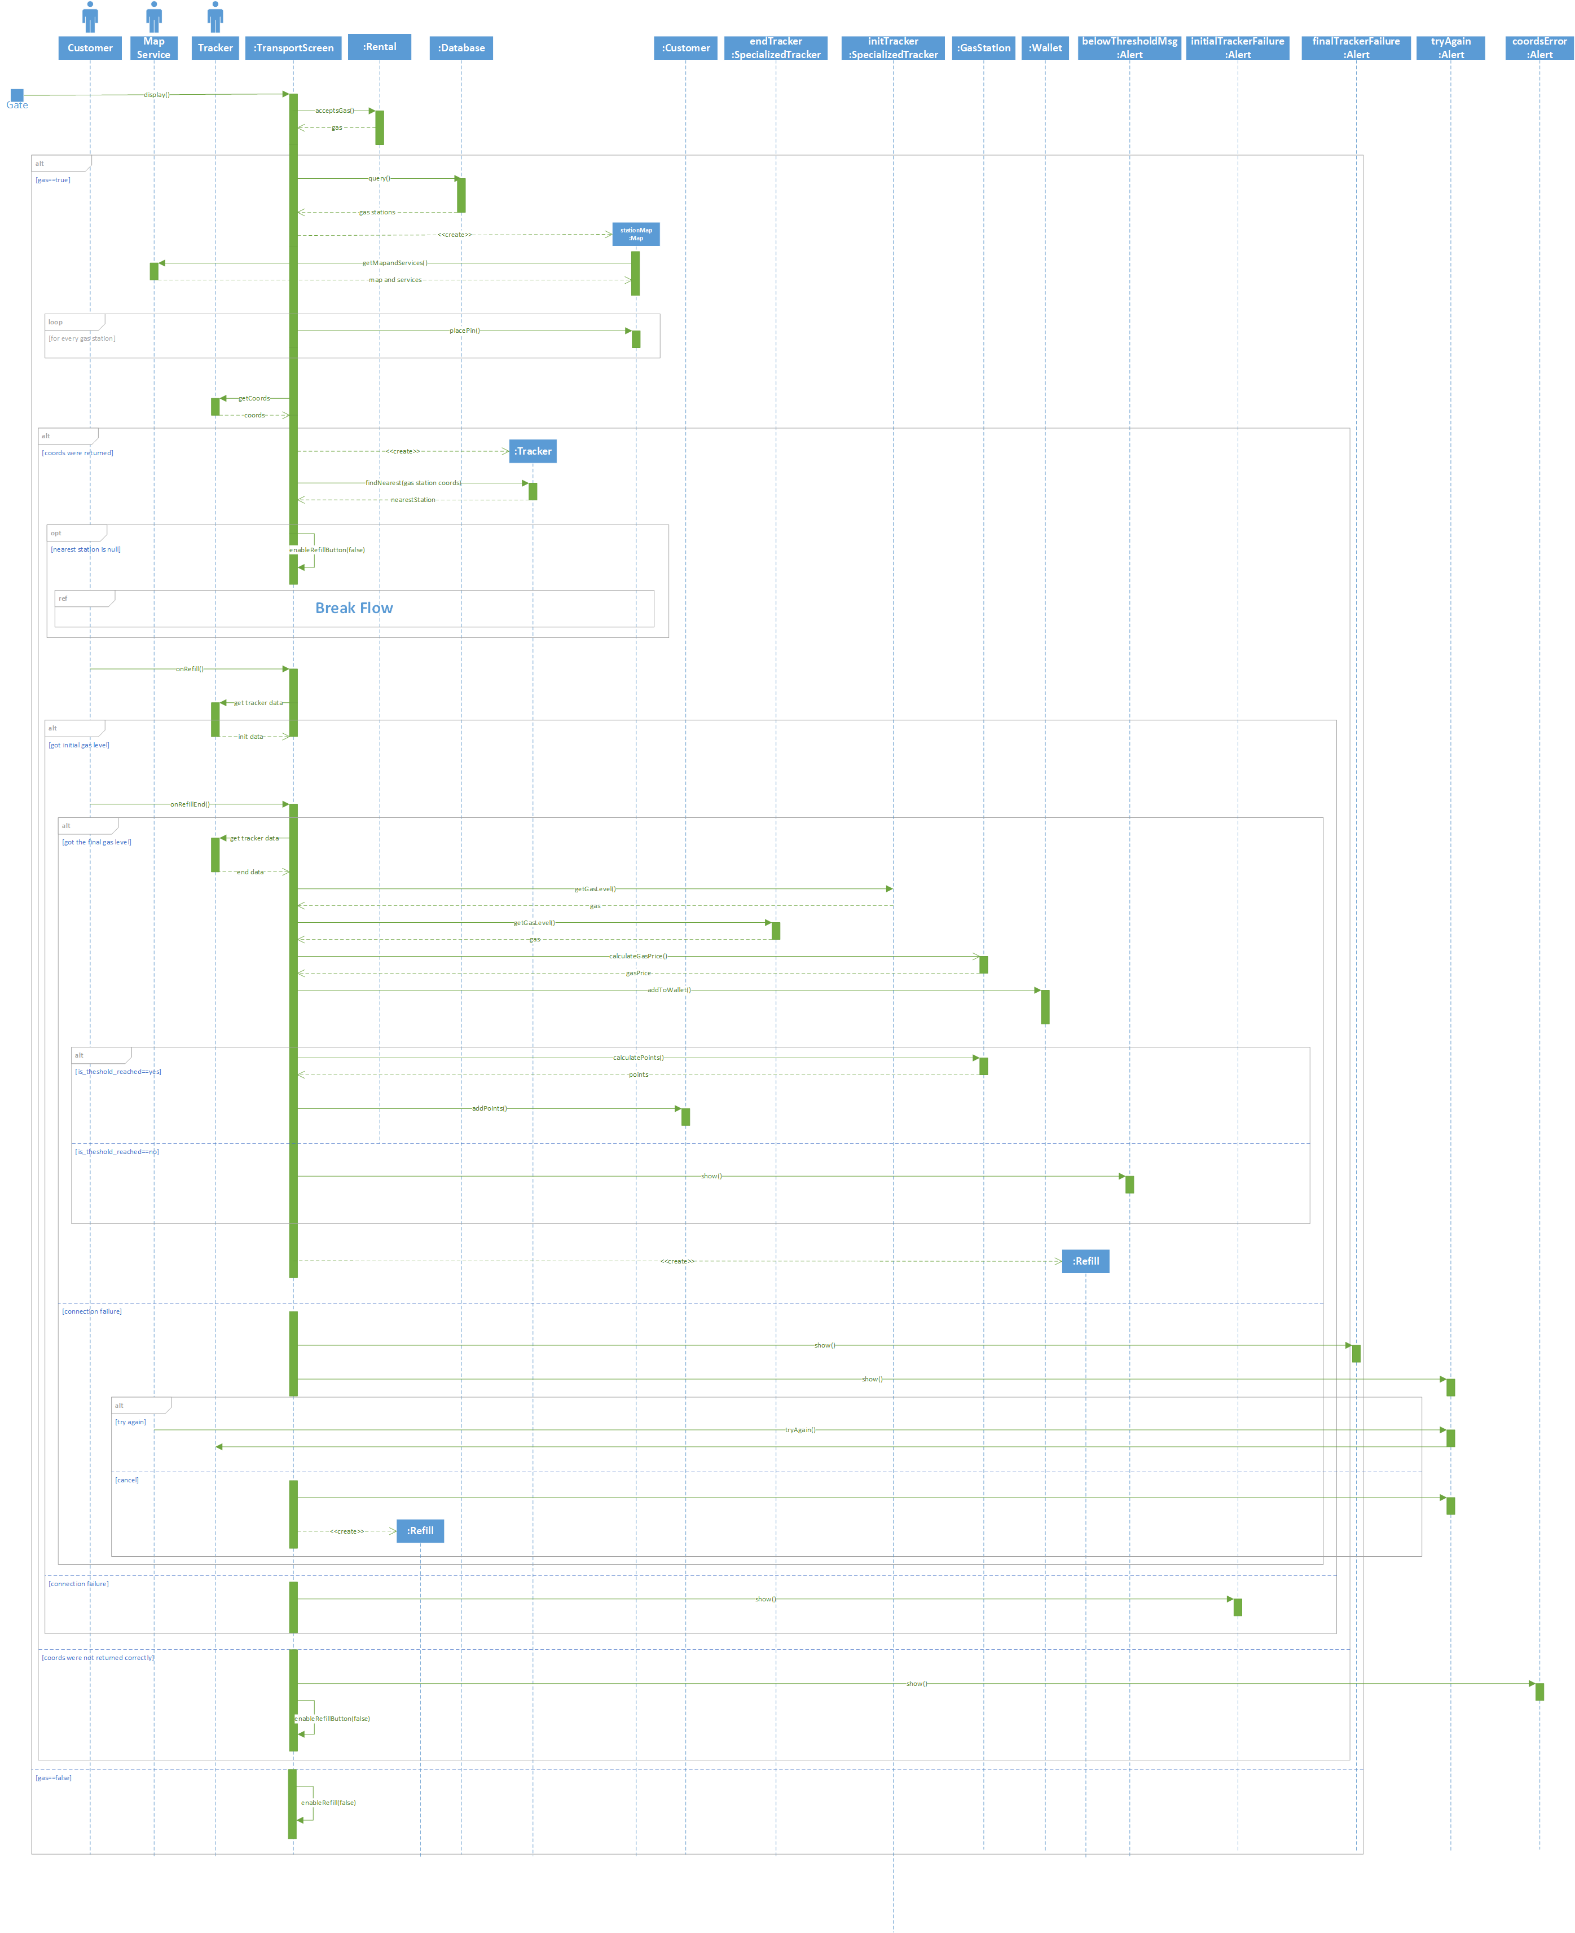 Customer
Map
Service
Tracker
:TransportScreen
:Rental
:Database
:Customer
endTracker
:SpecializedTracker
initTracker
:SpecializedTracker
:GasStation
:Wallet
belowThresholdMsg
:Alert
initialTrackerFailure
:Alert
finalTrackerFailure
:Alert
tryAgain
:Alert
coordsError
:Alert
Gate
display()
acceptsGas()
gas
alt
[gas==true]
query()
gas stations
<<create>>
stationMap
:Map
getMapandServices()
map and services
loop
[for every gas station]
placePin()
getCoords
coords
alt
[coords were returned]
<<create>>
:Tracker
findNearest(gas station coords)
nearestStation
opt
[nearest station is null]
enableRefillButton(false)
ref
Break Flow
onRefill()
get tracker data
init data
alt
[got initial gas level]
onRefillEnd()
alt
[got the final gas level]
get tracker data
end data
getGasLevel()
gas
getGasLevel()
gas
calculateGasPrice()
gasPrice
addToWallet()
alt
[is_theshold_reached==yes]
calculatePoints()
points
addPoints()
[is_theshold_reached==no]
show()
<<create>>
:Refill
[connection failure]
show()
show()
alt
[try again]
tryAgain()
[cancel]
<<create>>
:Refill
[connection failure]
show()
[coords were not returned correctly]
show()
enableRefillButton(false)
[gas==false]
enableRefill(false)